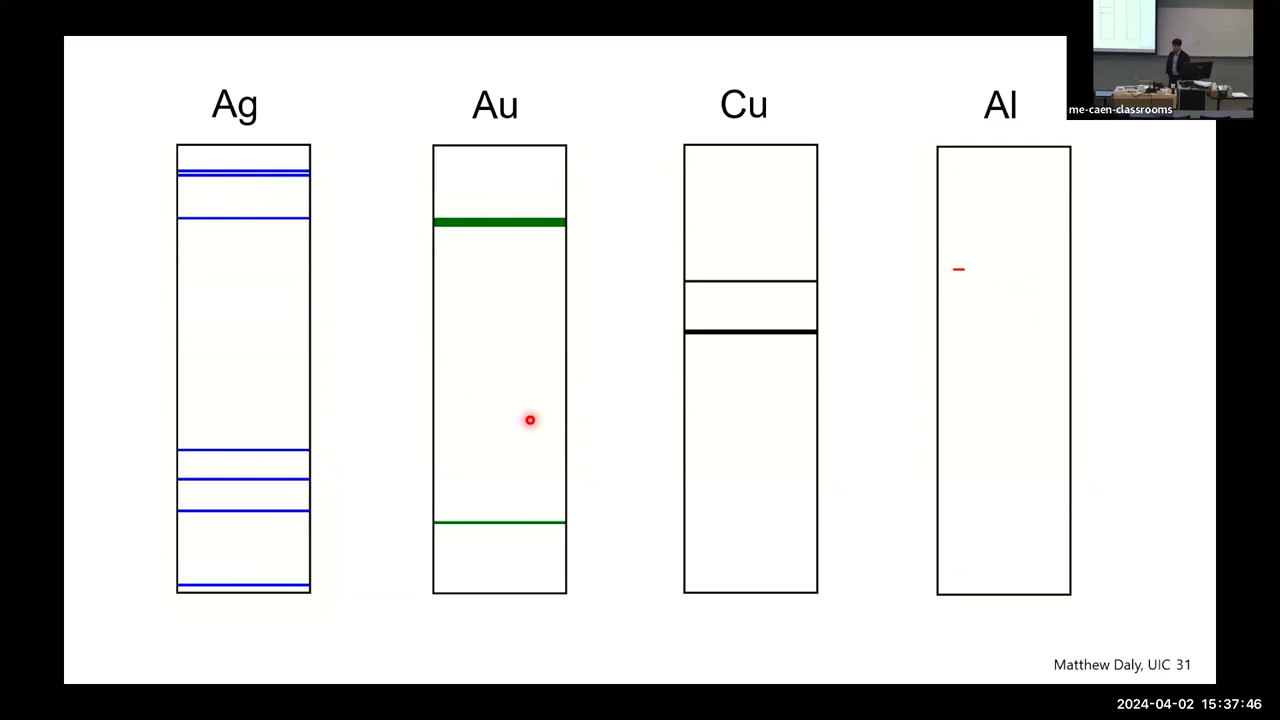 Ag Au Cu Al
me-caen-classrooms
Matthew Daly, UIC 31
2024-04-02 15:37:46